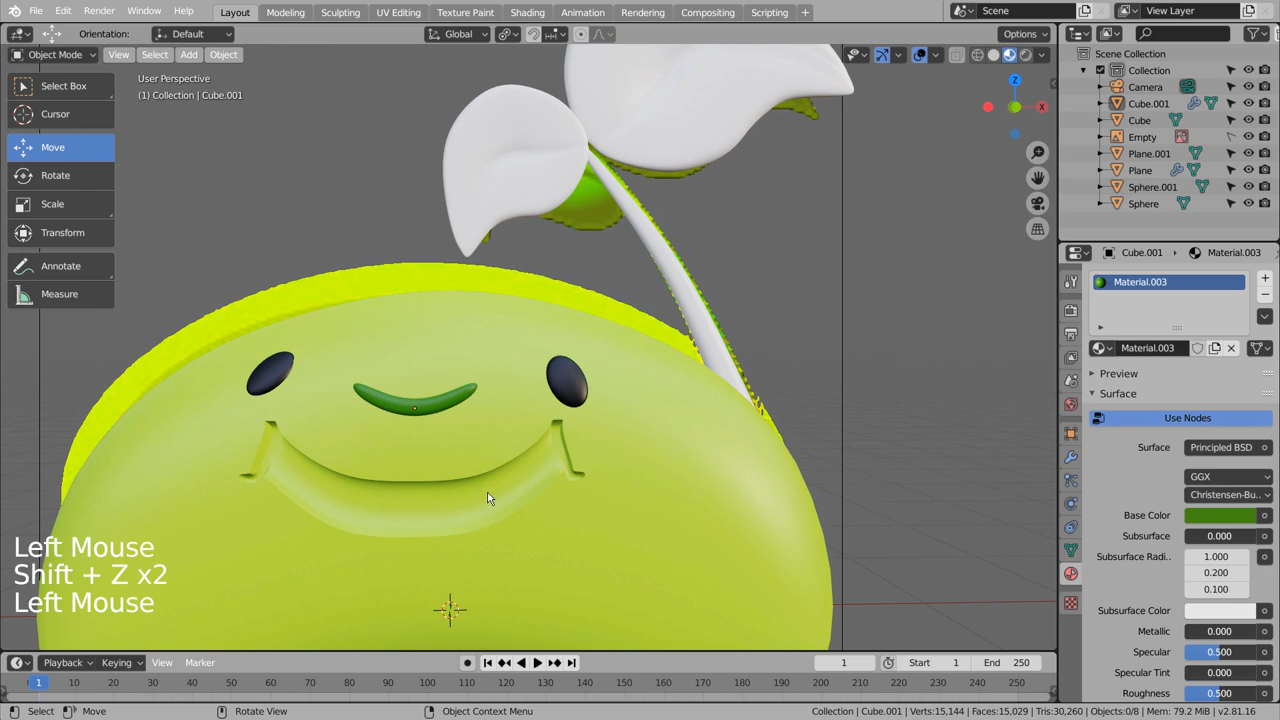 File Edit Render Window Help Layout Modeling Sculpting UV Editing Texture Paint Shading Animation Rendering Compositing Scripting + Scene View Layer
Orientation: Default Global Options
Object Mode View Select Add Object
User Perspective
(1) Collection | Cube.001
Select Box
Cursor
Move
Rotate
Scale
Transform
Annotate
Measure
Z
X
Left Mouse
Shift + Z x2
Left Mouse
Scene Collection
Collection
Camera
Cube.001
Cube
Empty
Plane.001
Plane
Sphere.001
Sphere
Cube.001 Material.003
Material.003
Material.003
Preview
Surface
Use Nodes
Surface Principled BSD
GGX
Christensen-Bu..
Base Color
Subsurface 0.000
Subsurface Radi.. 1.000
0.200
0.100
Subsurface Color
Metallic 0.000
Specular 0.500
Specular Tint 0.000
Roughness 0.500
Playback Keying View Marker 1 Start 1 End 250
1 10 20 30 40 50 60 70 80 90 100 110 120 130 140 150 160 170 180 190 200 210 220 230 240 250
Select Move Rotate View Object Context Menu Collection | Cube.001 | Verts:15,144 | Faces:15,029 | Tris:30,260 | Objects:0/8 | Mem: 79.2 MiB | v2.81.16